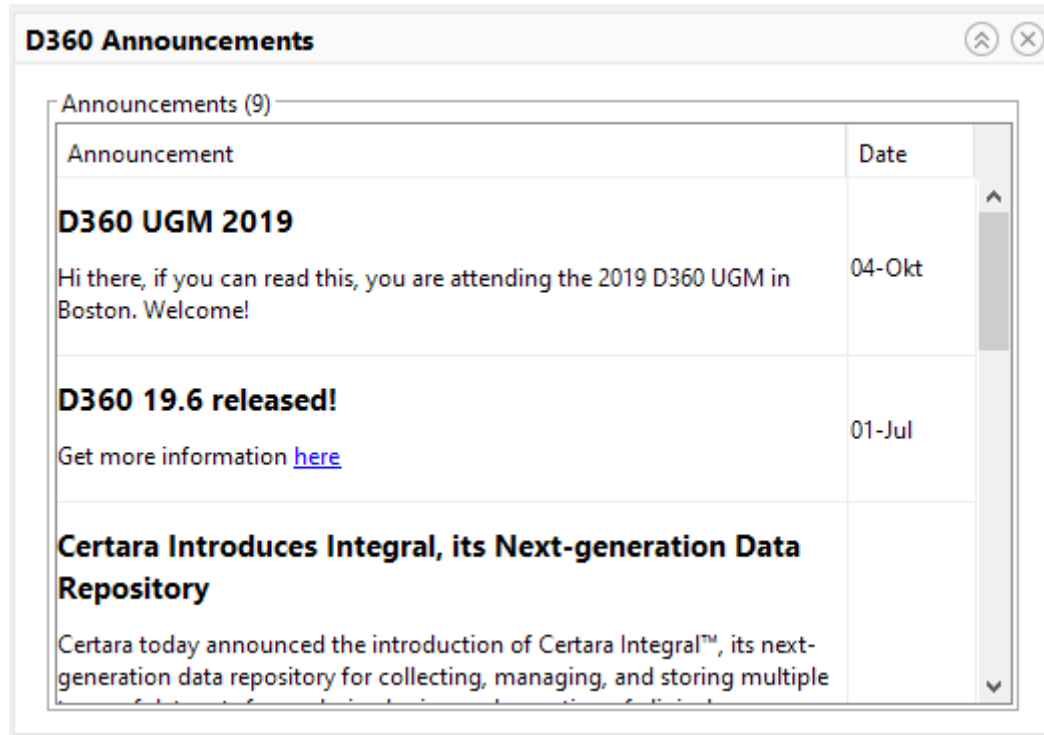 D360 Announcements
Announcements (9)
Announcement
Date
D360 UGM 2019
Hi there, if you can read this, you are attending the 2019 D360 UGM in
Boston. Welcome!
04-Okt
D360 19.6 released!
Get more information here
01-Jul
Certara Introduces Integral, its Next-generation Data
Repository
Certara today announced the introduction of Certara Integral™, its next-
generation data repository for collecting, managing, and storing multiple